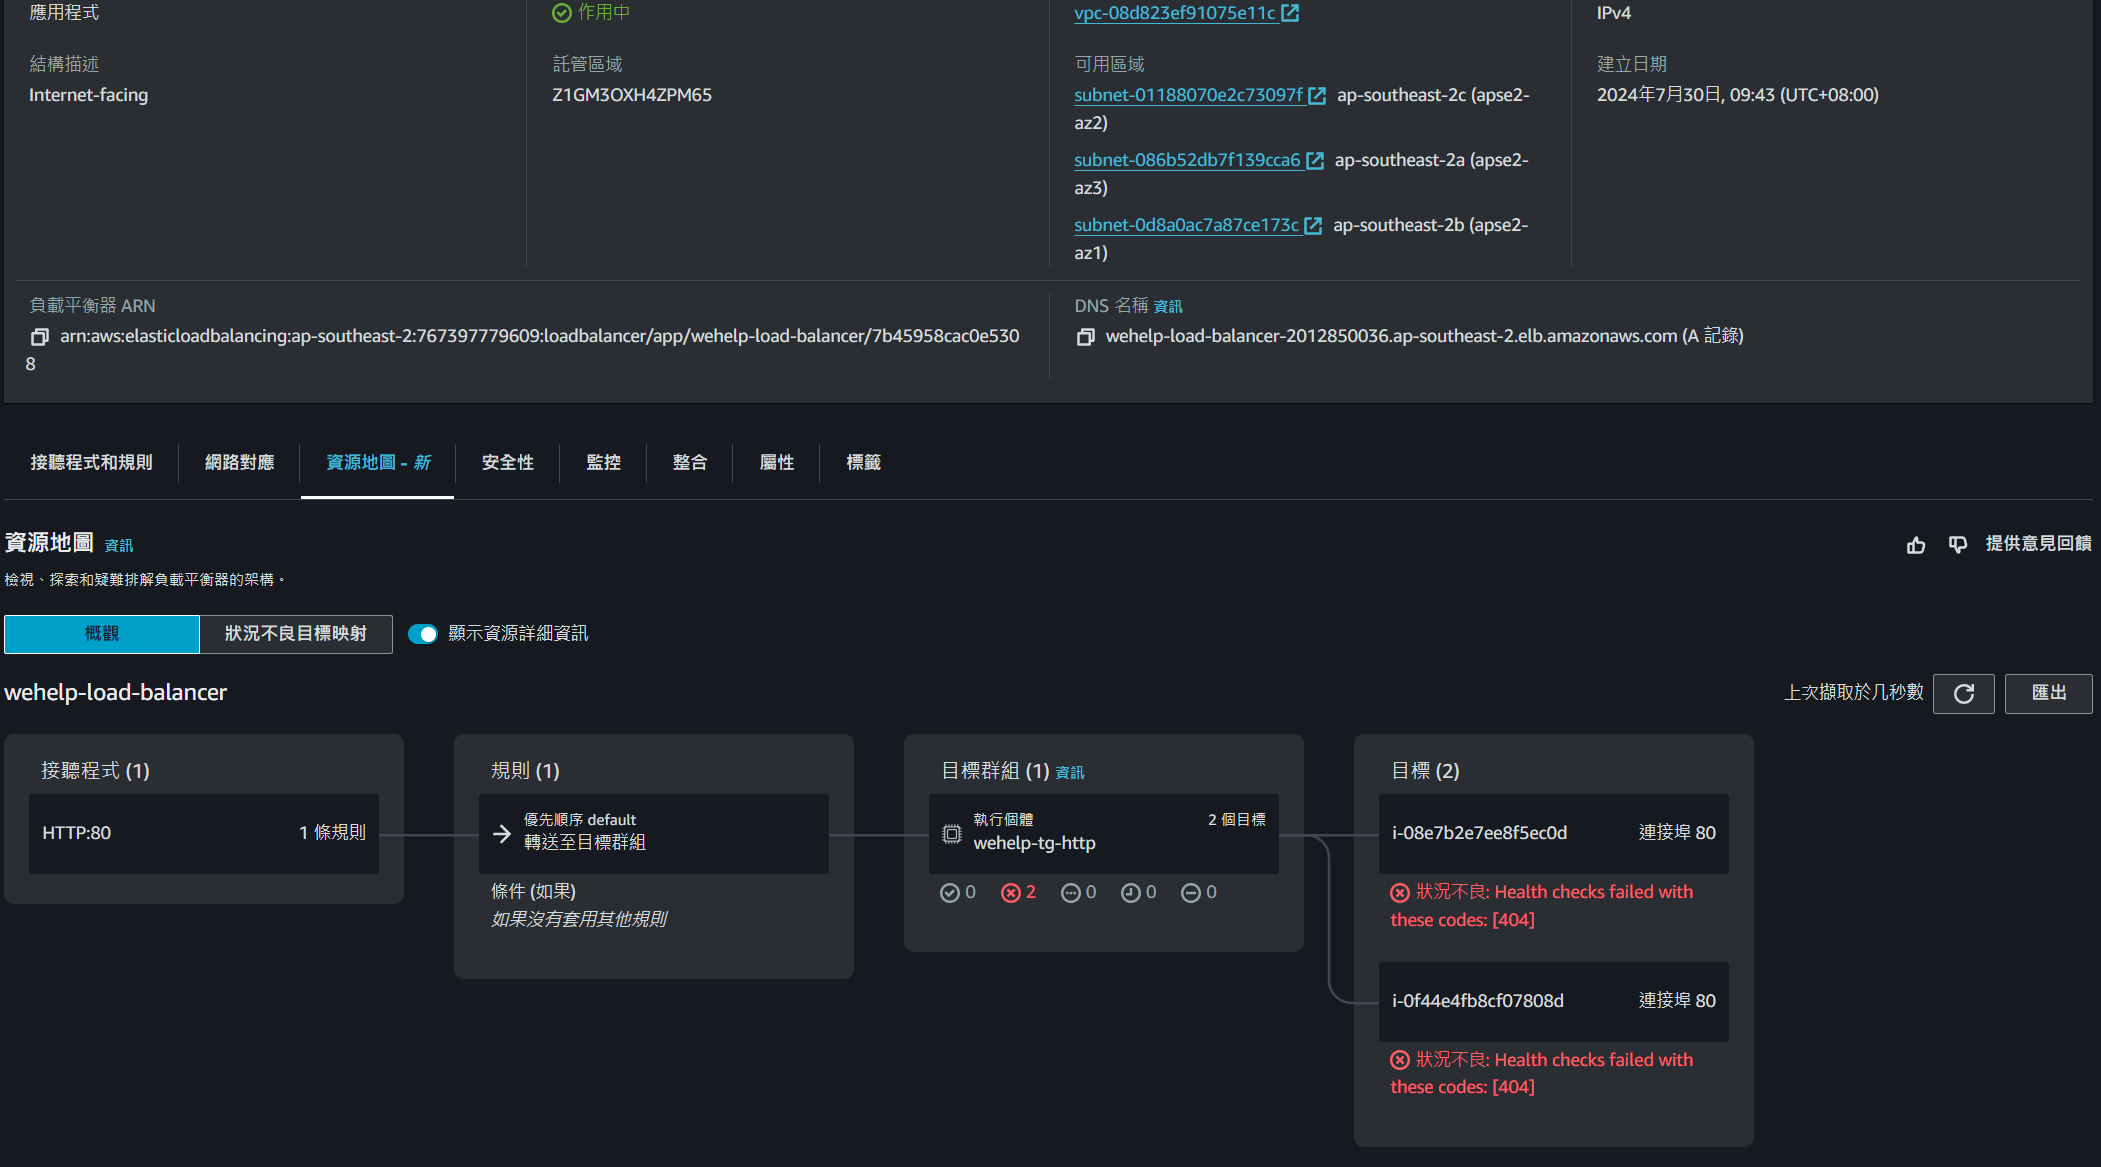 應用程式
作用中
vpc-08d823ef91075e11c
IPv4
結構描述
Internet-facing
託管區域
Z1GM3OXH4ZPM65
可用區域
subnet-01188070e2c73097f ap-southeast-2c (apse2-
az2)
subnet-086b52db7f139cca6 ap-southeast-2a (apse2-
az3)
subnet-0d8a0ac7a87ce173c ap-southeast-2b (apse2-
az1)
建立日期
2024年7月30日, 09:43 (UTC+08:00)
負載平衡器 ARN
arn:aws:elasticloadbalancing:ap-southeast-2:767397779609:loadbalancer/app/wehelp-load-balancer/7b45958cac0e530
8
DNS 名稱 資訊
wehelp-load-balancer-2012850036.ap-southeast-2.elb.amazonaws.com (A 記錄)
接聽程式和規則
網路對應
資源地圖 - 新
安全性
監控
整合
屬性
標籤
資源地圖 資訊
提供意見回饋
檢視、探索和疑難排解負載平衡器的架構。
概觀
狀況不良目標映射
顯示資源詳細資訊
wehelp-load-balancer
上次擷取於几秒數
匯出
接聽程式 (1)
HTTP:80 1 條規則
規則 (1)
優先順序 default
轉送至目標群組
條件 (如果)
如果沒有套用其他規則
目標群組 (1) 資訊
執行個體 2 個目標
wehelp-tg-http
0 2 0 0 0
目標 (2)
i-08e7b2e7ee8f5ec0d 連接埠 80
狀況不良: Health checks failed with
these codes: [404]
i-0f44e4fb8cf07808d 連接埠 80
狀況不良: Health checks failed with
these codes: [404]